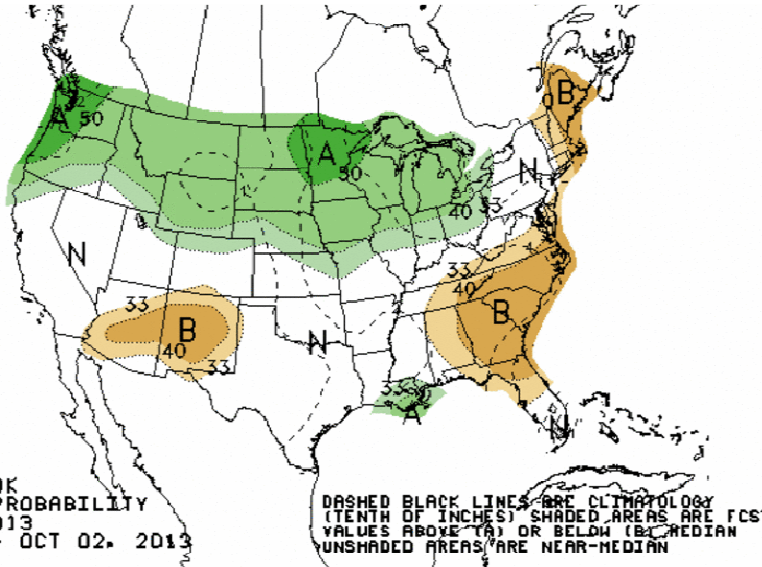 B
A 50
A
50
N
40 33
N
33
40
B
33
B
40
33
N
33
A
N
OK
PROBABILITY
013
- OCT 02. 2013
DASHED BLACK LINES ARE CLIMATOLOGY
(TENTH OF INCHES) SHADED AREAS ARE FCST
VALUES ABOVE (A) OR BELOW (B) MEDIAN
UNSHADED AREAS ARE NEAR-MEDIAN